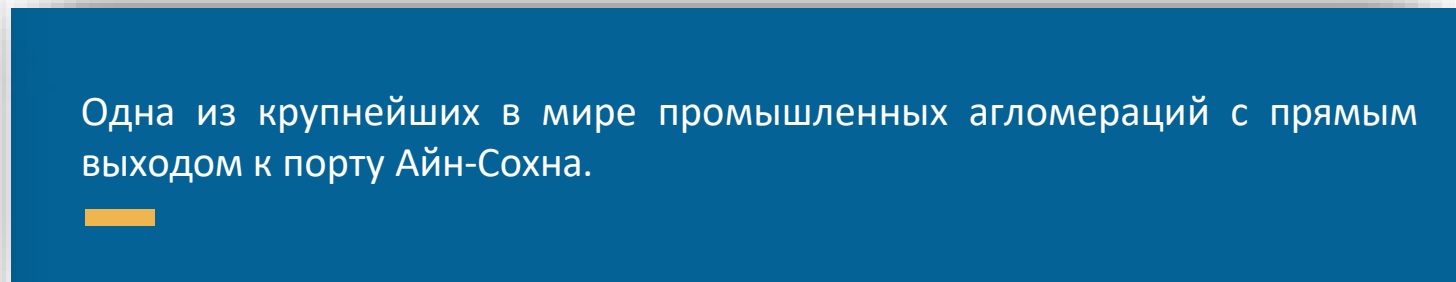 Одна из крупнейших в мире промышленных агломераций с прямым
выходом к порту Айн-Сохна.